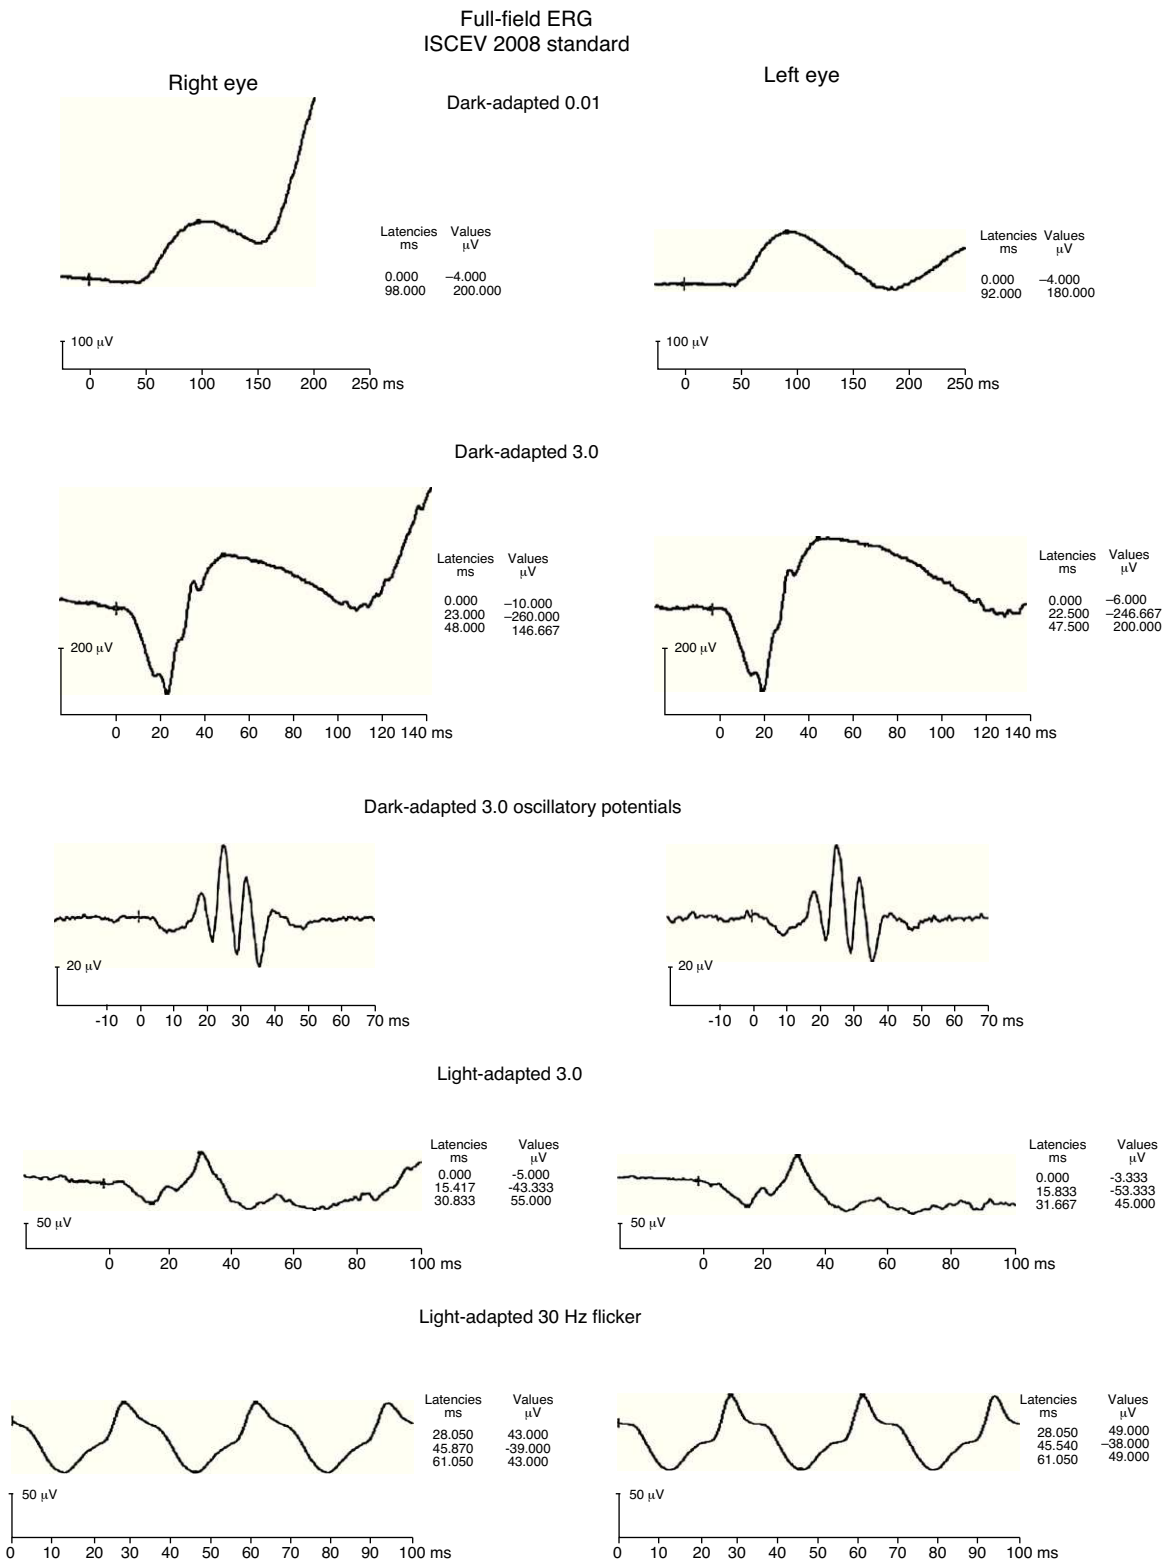 Full-field ERG
ISCEV 2008 standard
Right eye
Left eye
Dark-adapted 0.01
Latencies Values
ms μV
0.000 –4.000
98.000 200.000
Latencies Values
ms μV
0.000 –4.000
92.000 180.000
100 μV
0 50 100 150 200 250 ms
100 μV
0 50 100 150 200 250 ms
Dark-adapted 3.0
Latencies Values
ms μV
0.000 –10.000
23.000 –260.000
48.000 146.667
Latencies Values
ms μV
0.000 –6.000
22.500 –246.667
47.500 200.000
200 μV
0 20 40 60 80 100 120 140 ms
200 μV
0 20 40 60 80 100 120 140 ms
Dark-adapted 3.0 oscillatory potentials
20 μV
-10 0 10 20 30 40 50 60 70 ms
20 μV
-10 0 10 20 30 40 50 60 70 ms
Light-adapted 3.0
Latencies Values
ms μV
0.000 -5.000
15.417 -43.333
30.833 55.000
Latencies Values
ms μV
0.000 -3.333
15.833 -53.333
31.667 45.000
50 μV
0 20 40 60 80 100 ms
50 μV
0 20 40 60 80 100 ms
Light-adapted 30 Hz flicker
Latencies Values
ms μV
28.050 43.000
45.870 -39.000
61.050 43.000
Latencies Values
ms μV
28.050 49.000
45.540 –38.000
61.050 49.000
50 μV
0 10 20 30 40 50 60 70 80 90 100 ms
50 μV
0 10 20 30 40 50 60 70 80 90 100 ms